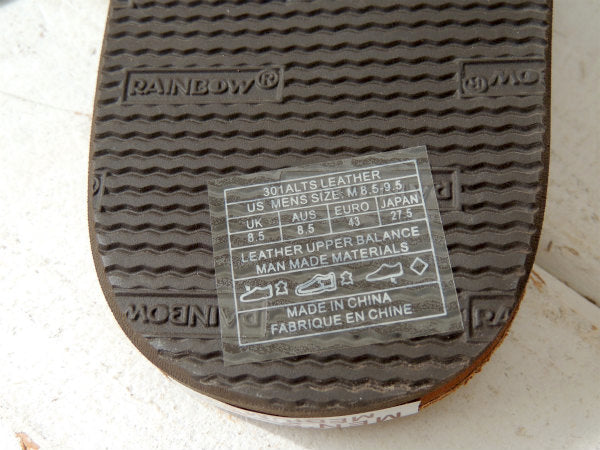 RAINBOW®
RAINBOW®
301ALTS LEATHER
US MENS SIZE: M 8.5-9.5
UK AUS EURO JAPAN
8.5 8.5 43 27.5
LEATHER UPPER BALANCE
MAN MADE MATERIALS
MADE IN CHINA
FABRIQUE EN CHINE
RAINBOW